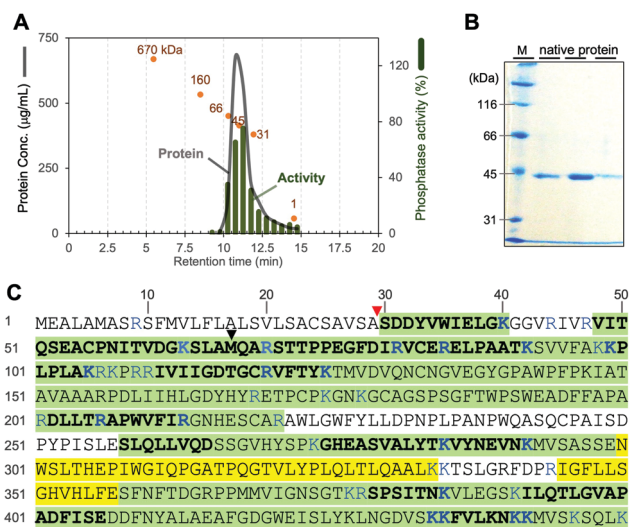 A
750
500
250
0
Protein Conc. (µg/mL)
670 kDa
160
66
45
31
1
Protein
Activity
120
80
40
0
Phosphatase activity (%)
0 2.5 5 7.5 10 12.5 15 17.5 20
Retention time (min)
B
M native protein
(kDa)
116
66
45
31
C
10 20 30 40 50
1 MEALAMASRSFMVLFLALSVLSACSAVSASDDYVWIELGKGGVRIVRVIT
51 QSEACPNITVDGKSLAMQARSTTPPEGFDIRVCERELPAATKSVVFAKKP
101 LPLAKRKPRRIVIIGDTGCRVFTYKTMVDVQNCNGVEGYGPAWPFPKIAT
151 AVAAARPDLIIHLGDYHYRETPCPKGNKGCAGSPSGFTWPSWEADFFAPA
201 RDLLTRAPWVFIRGNHESCARAWLGWFYLLDPNPLPANPWQASQCPAISD
251 PYPISLESLQLLVQDSSGVHYSPKGHEASVALYTKVYNEVNKMVSASSEN
301 WSLTHEPIWGIQPGATPQGTVLYPLQLTLQAALKKTSLGRFDPRIGFLLS
351 GHVHLFESFNFTDGRPPMMVIGNSGTKRSPSITNKVLEGSKILQTLGVAP
401 ADFISEDDFNYALAEAFGDGWEISLYKLNGDVSKKFVLKNKKMVSKSQLK